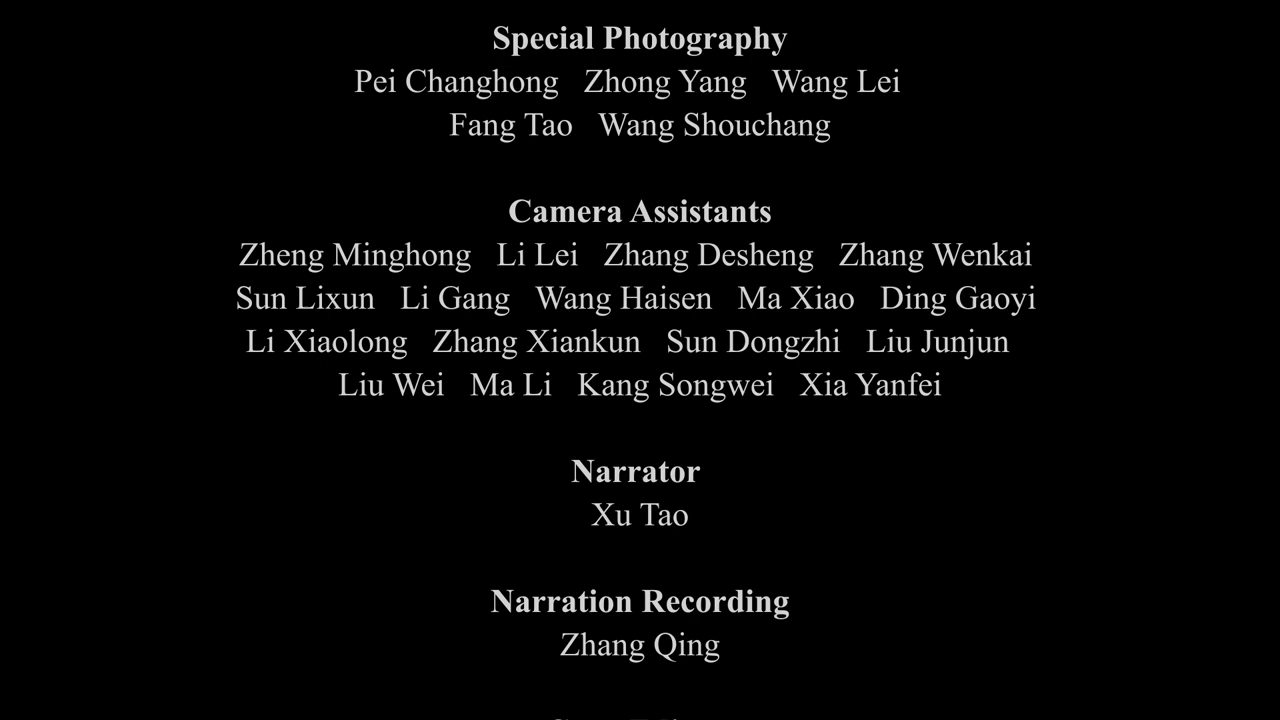 Special Photography
Pei Changhong Zhong Yang Wang Lei
Fang Tao Wang Shouchang
Camera Assistants
Zheng Minghong Li Lei Zhang Desheng Zhang Wenkai
Sun Lixun Li Gang Wang Haisen Ma Xiao Ding Gaoyi
Li Xiaolong Zhang Xiankun Sun Dongzhi Liu Junjun
Liu Wei Ma Li Kang Songwei Xia Yanfei
Narrator
Xu Tao
Narration Recording
Zhang Qing